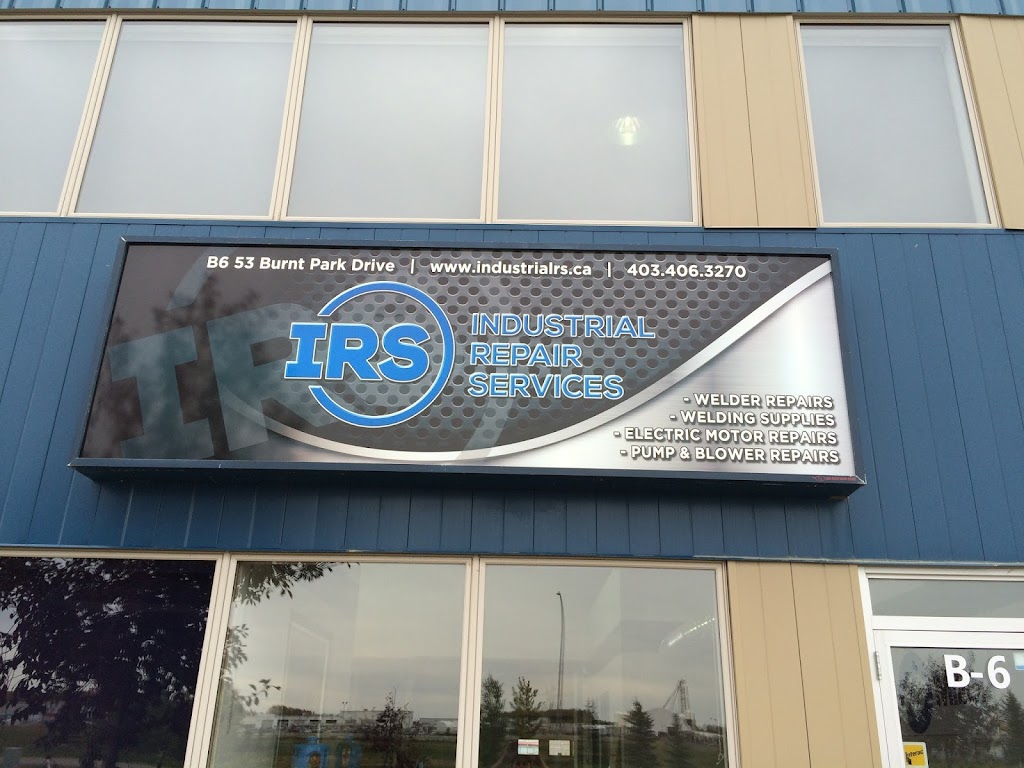 B6 53 Burnt Park Drive | www.industrialrs.ca | 403.406.3270
IRS
INDUSTRIAL
REPAIR
SERVICES
- WELDER REPAIRS
- WELDING SUPPLIES
- ELECTRIC MOTOR REPAIRS
- PUMP & BLOWER REPAIRS
B-6
Interac